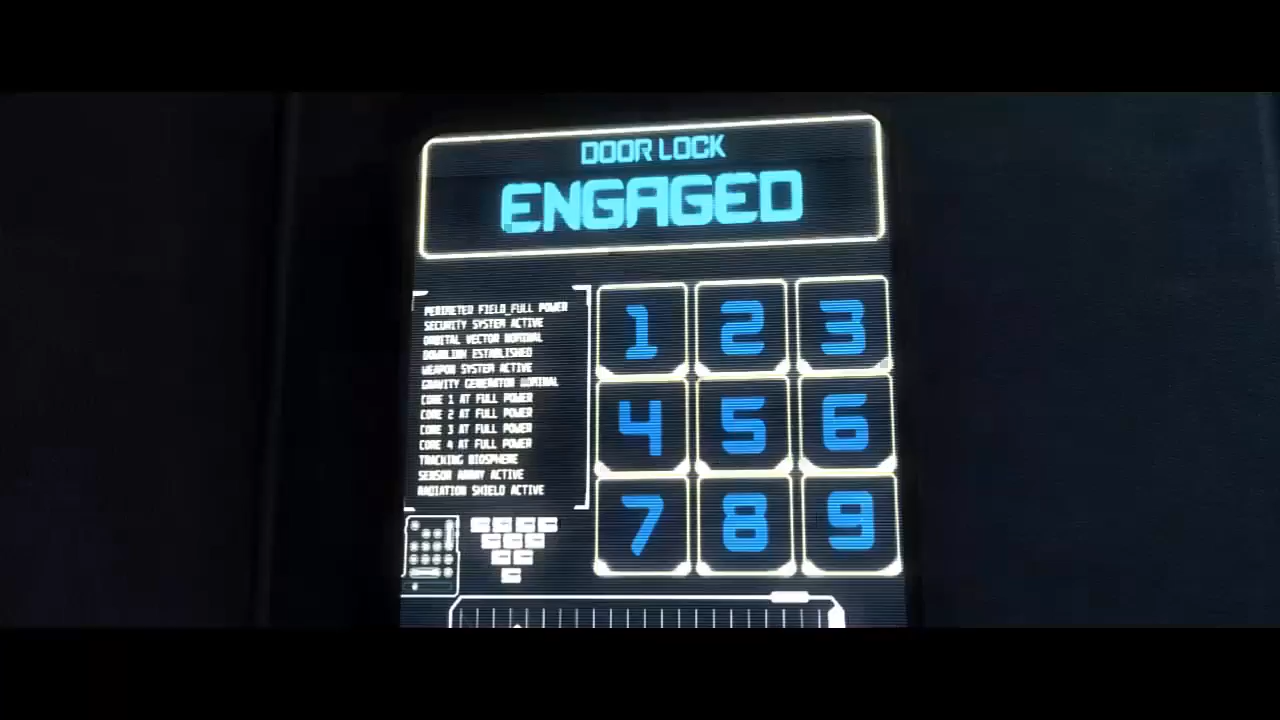 DOOR LOCK
ENGAGED
PERIMETER FIELD_FULL POWER
SECURITY SYSTEM ACTIVE
ORBITAL VECTOR NOMINAL
DOWNLINK ESTABLISHED
WEAPON SYSTEM ACTIVE
GRAVITY GENERATOR NOMINAL
CORE 1 AT FULL POWER
CORE 2 AT FULL POWER
CORE 3 AT FULL POWER
CORE 4 AT FULL POWER
TRACKING BIOSPHERE
SENSOR ARRAY ACTIVE
RADIATION SHIELD ACTIVE
1 2 3
4 5 6
7 8 9